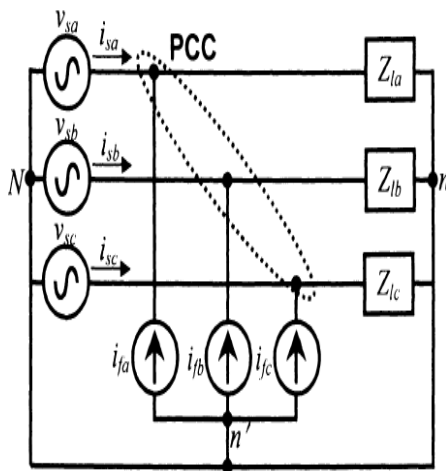 v_sa
i_sa
PCC
Z_la
v_sb
i_sb
N
Z_lb
n
v_sc
i_sc
Z_lc
i_fa
i_fb
i_fc
n'